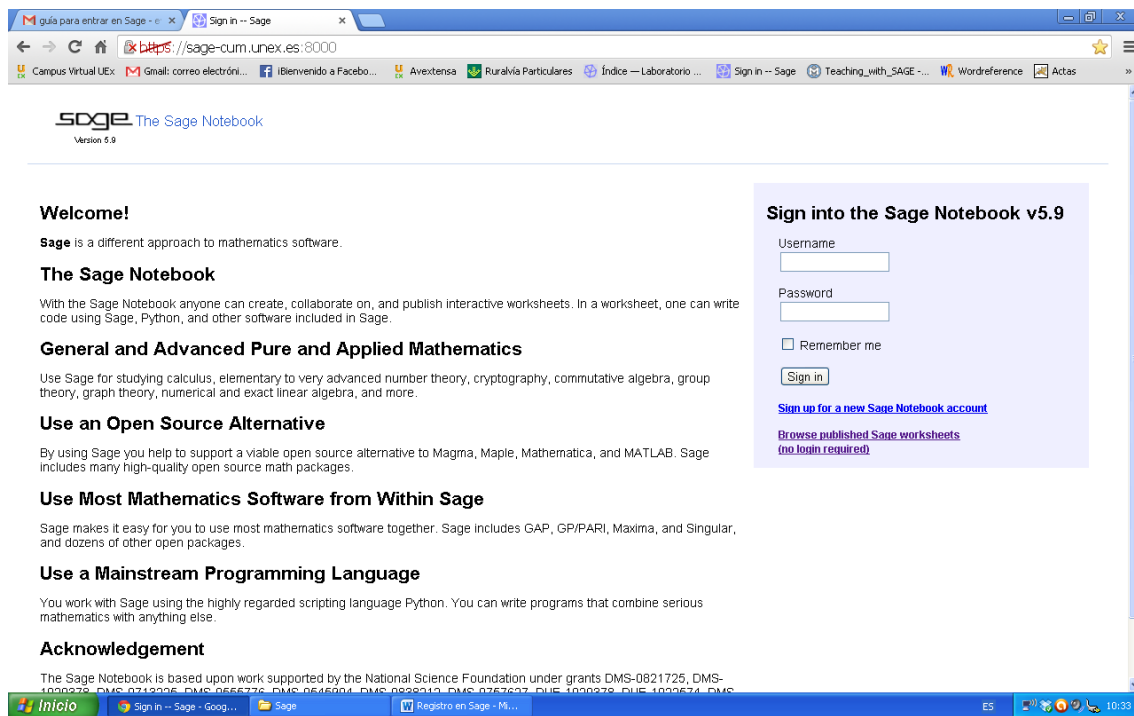 guía para entrar en Sage - e
Sign in -- Sage
https://sage-cum.unex.es:8000
Campus Virtual UEx
Gmail: correo electróni...
¡Bienvenido a Facebo...
Avextensa
Ruralvía Particulares
Índice — Laboratorio ...
Sign in -- Sage
Teaching_with_SAGE -...
Wordreference
Actas
»
sage The Sage Notebook
Version 5.9
Welcome!
Sage is a different approach to mathematics software.
The Sage Notebook
With the Sage Notebook anyone can create, collaborate on, and publish interactive worksheets. In a worksheet, one can write
code using Sage, Python, and other software included in Sage.
General and Advanced Pure and Applied Mathematics
Use Sage for studying calculus, elementary to very advanced number theory, cryptography, commutative algebra, group
theory, graph theory, numerical and exact linear algebra, and more.
Use an Open Source Alternative
By using Sage you help to support a viable open source alternative to Magma, Maple, Mathematica, and MATLAB. Sage
includes many high-quality open source math packages.
Use Most Mathematics Software from Within Sage
Sage makes it easy for you to use most mathematics software together. Sage includes GAP, GP/PARI, Maxima, and Singular,
and dozens of other open packages.
Use a Mainstream Programming Language
You work with Sage using the highly regarded scripting language Python. You can write programs that combine serious
mathematics with anything else.
Acknowledgement
The Sage Notebook is based upon work supported by the National Science Foundation under grants DMS-0821725, DMS-
Sign into the Sage Notebook v5.9
Username
Password
Remember me
Sign in
Sign up for a new Sage Notebook account
Browse published Sage worksheets
(no login required)
Inicio
Sign in -- Sage - Goog...
Sage
Registro en Sage - Mi...
ES
10:33